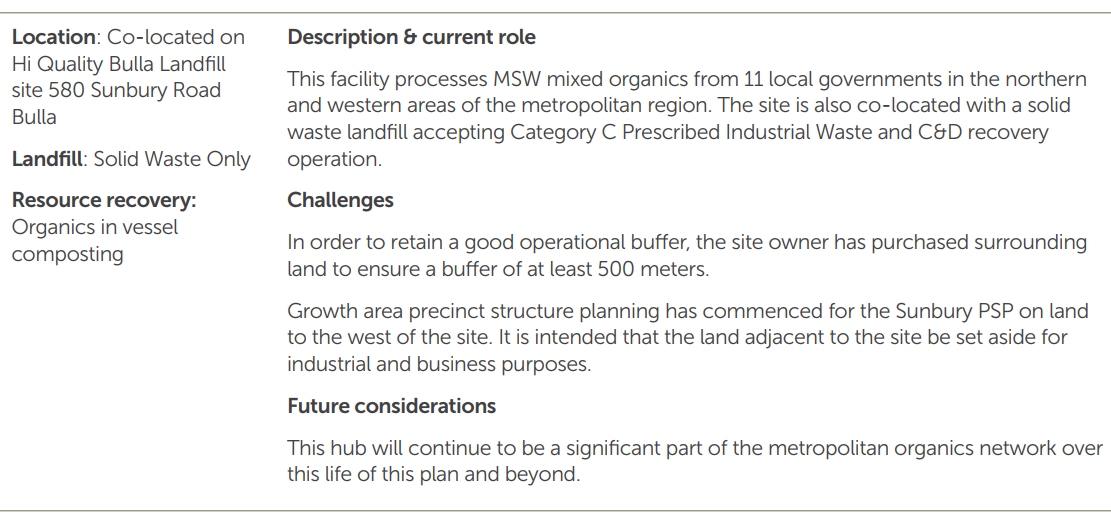 Location: Co-located on
Hi Quality Bulla Landfill
site 580 Sunbury Road
Bulla
Landfill: Solid Waste Only
Resource recovery:
Organics in vessel
composting
Description & current role
This facility processes MSW mixed organics from 11 local governments in the northern
and western areas of the metropolitan region. The site is also co-located with a solid
waste landfill accepting Category C Prescribed Industrial Waste and C&D recovery
operation.
Challenges
In order to retain a good operational buffer, the site owner has purchased surrounding
land to ensure a buffer of at least 500 meters.
Growth area precinct structure planning has commenced for the Sunbury PSP on land
to the west of the site. It is intended that the land adjacent to the site be set aside for
industrial and business purposes.
Future considerations
This hub will continue to be a significant part of the metropolitan organics network over
this life of this plan and beyond.